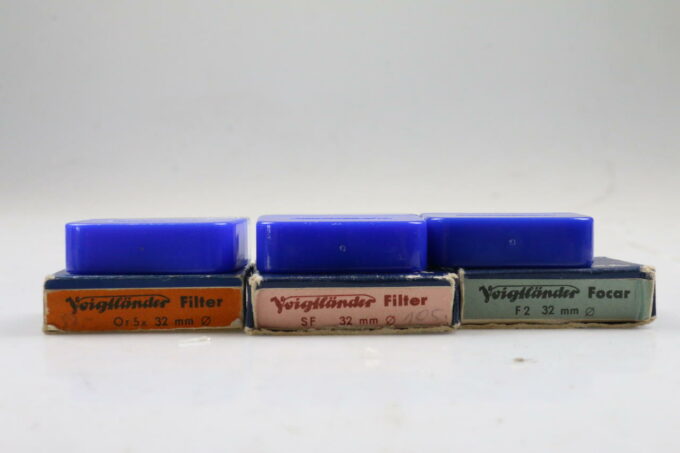 Voigtländer Filter
Or 5x 32 mm Ø
Voigtländer Filter
SF 32 mm Ø
Voigtländer Focar
F 2 32 mm Ø